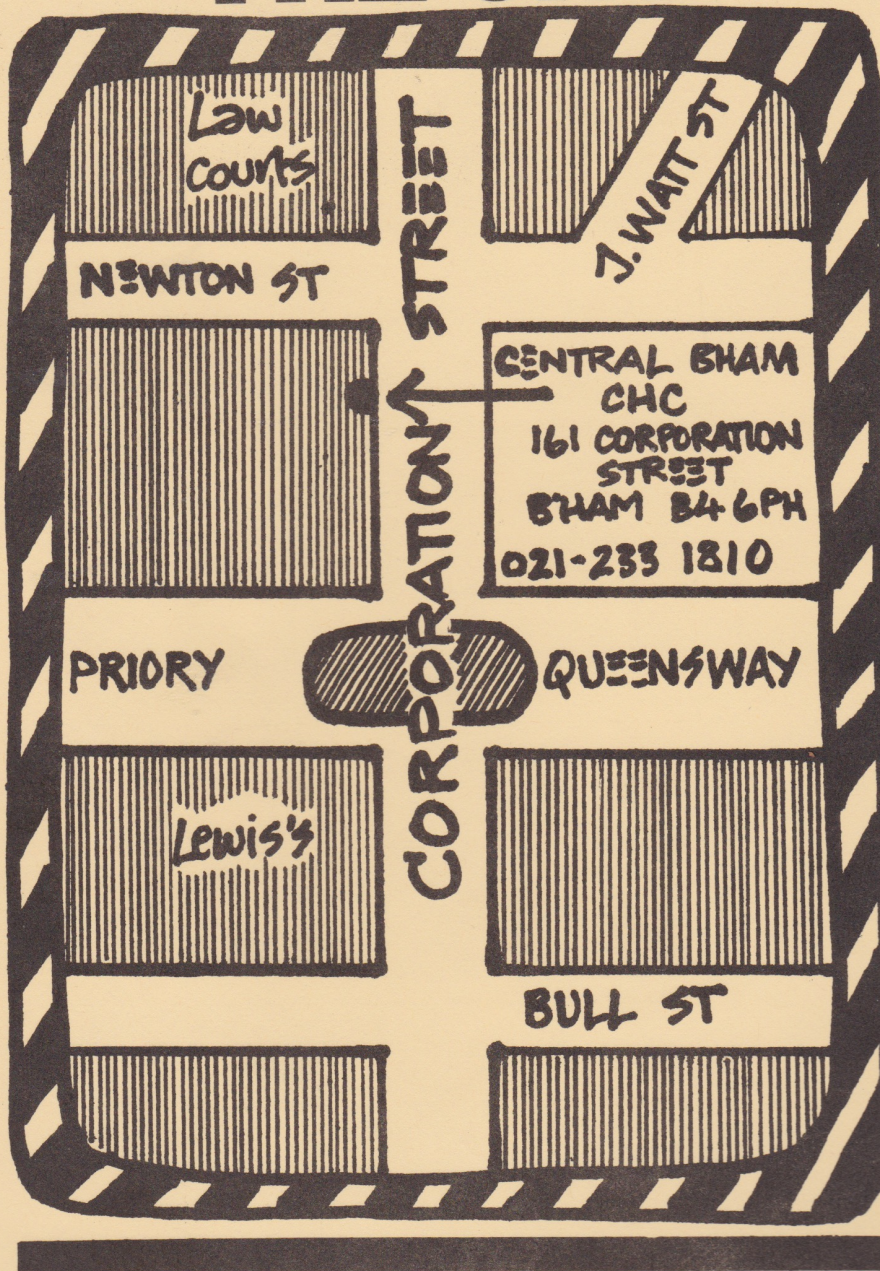 Law
Courts
J. WATT ST
NEWTON ST
CORPORATION STREET
CENTRAL BHAM
CHC
161 CORPORATION
STREET
B'HAM B4 6PH
021-233 1810
PRIORY
QUEENSWAY
Lewis's
BULL ST